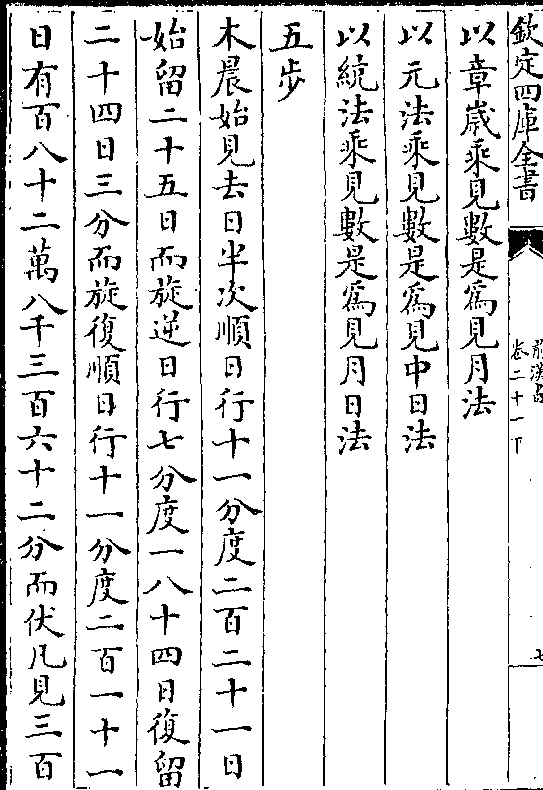 欽定四庫全書
前漢書
卷二十一下
七
以章歲乘見數是爲見月法
以元法乘見數是爲見中日法
以統法乘見數是爲見月日法
五步
木晨始見去日半次順日行十一分度二百二十一日
始留二十五日而旋逆日行七分度一八十四日復留
二十四日三分而旋復順日行十一分度二百一十一
日有百八十二萬八千三百六十二分而伏凡見三百